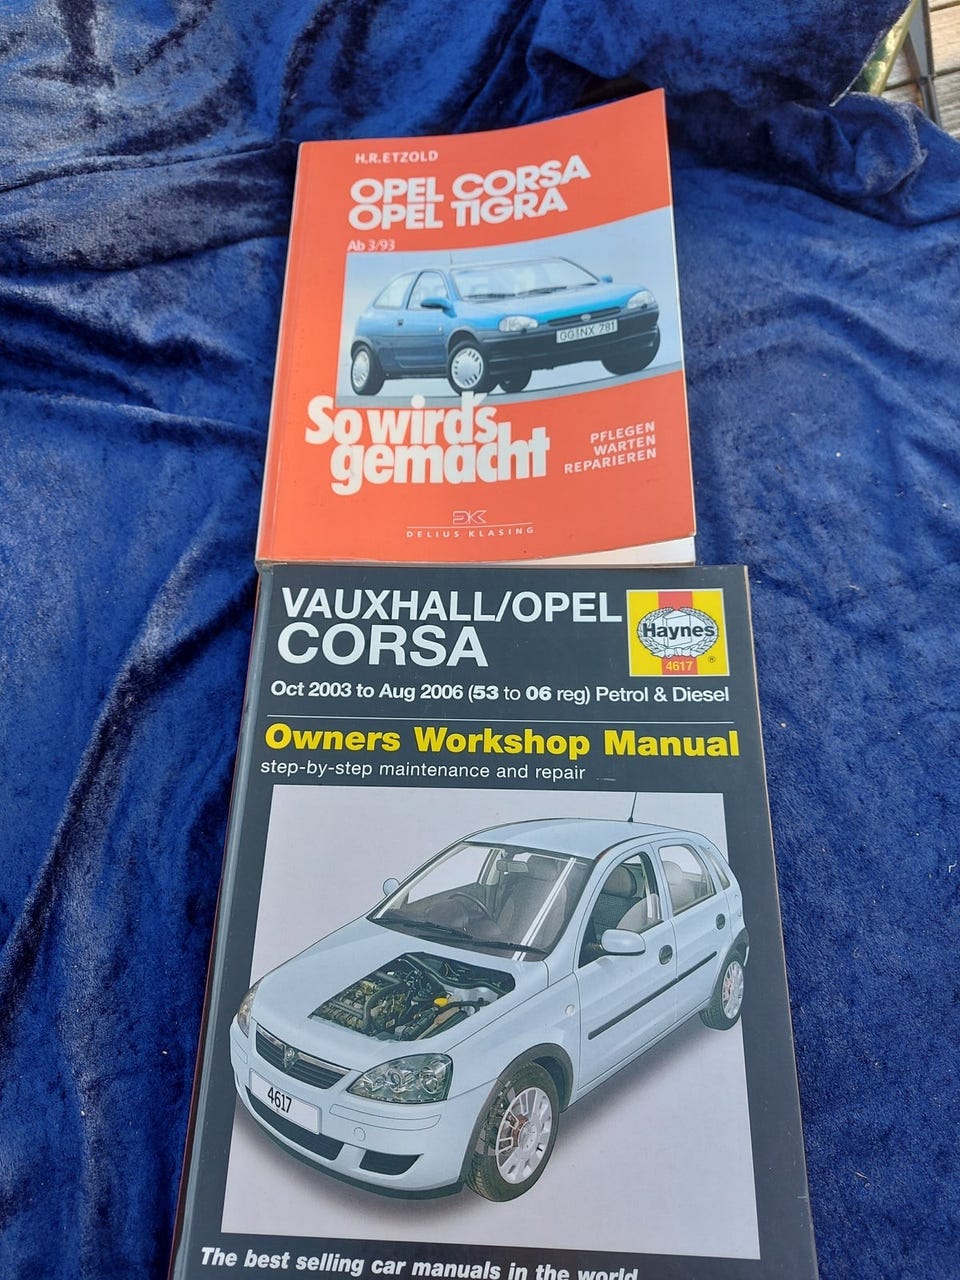 H.R.ETZOLD
OPEL CORSA
OPEL TIGRA
Ab 3/93
GG NX 781
So wird's
gemacht
PFLEGEN
WARTEN
REPARIEREN
DK
DELIUS KLASING
VAUXHALL/OPEL
CORSA
Haynes
4617
®
Oct 2003 to Aug 2006 (53 to 06 reg) Petrol & Diesel
Owners Workshop Manual
step-by-step maintenance and repair
4617
The best selling car manuals in the world